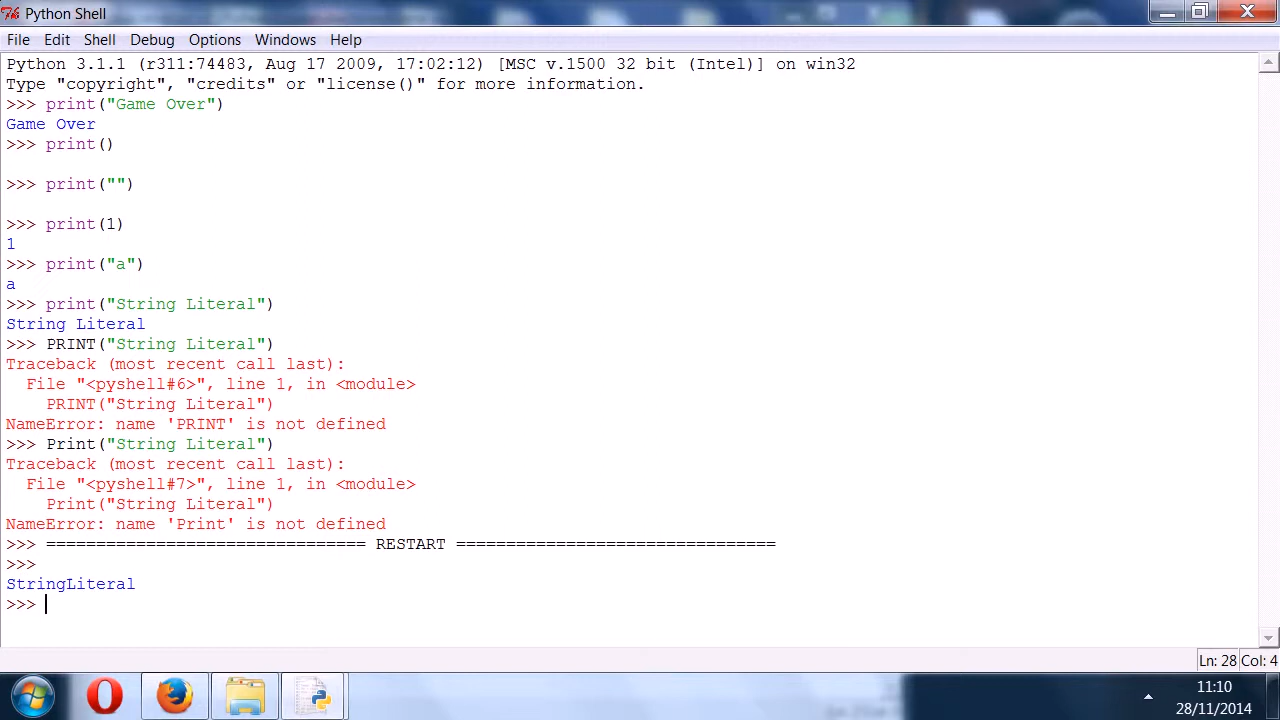 Python Shell
File Edit Shell Debug Options Windows Help
Python 3.1.1 (r311:74483, Aug 17 2009, 17:02:12) [MSC v.1500 32 bit (Intel)] on win32
Type "copyright", "credits" or "license()" for more information.
>>> print("Game Over")
Game Over
>>> print()
>>> print("")
>>> print(1)
1
>>> print("a")
a
>>> print("String Literal")
String Literal
>>> PRINT("String Literal")
Traceback (most recent call last):
  File "<pyshell#6>", line 1, in <module>
    PRINT("String Literal")
NameError: name 'PRINT' is not defined
>>> Print("String Literal")
Traceback (most recent call last):
  File "<pyshell#7>", line 1, in <module>
    Print("String Literal")
NameError: name 'Print' is not defined
>>> ================================ RESTART ================================
>>>
StringLiteral
>>>
Ln: 28 Col: 4
11:10
28/11/2014